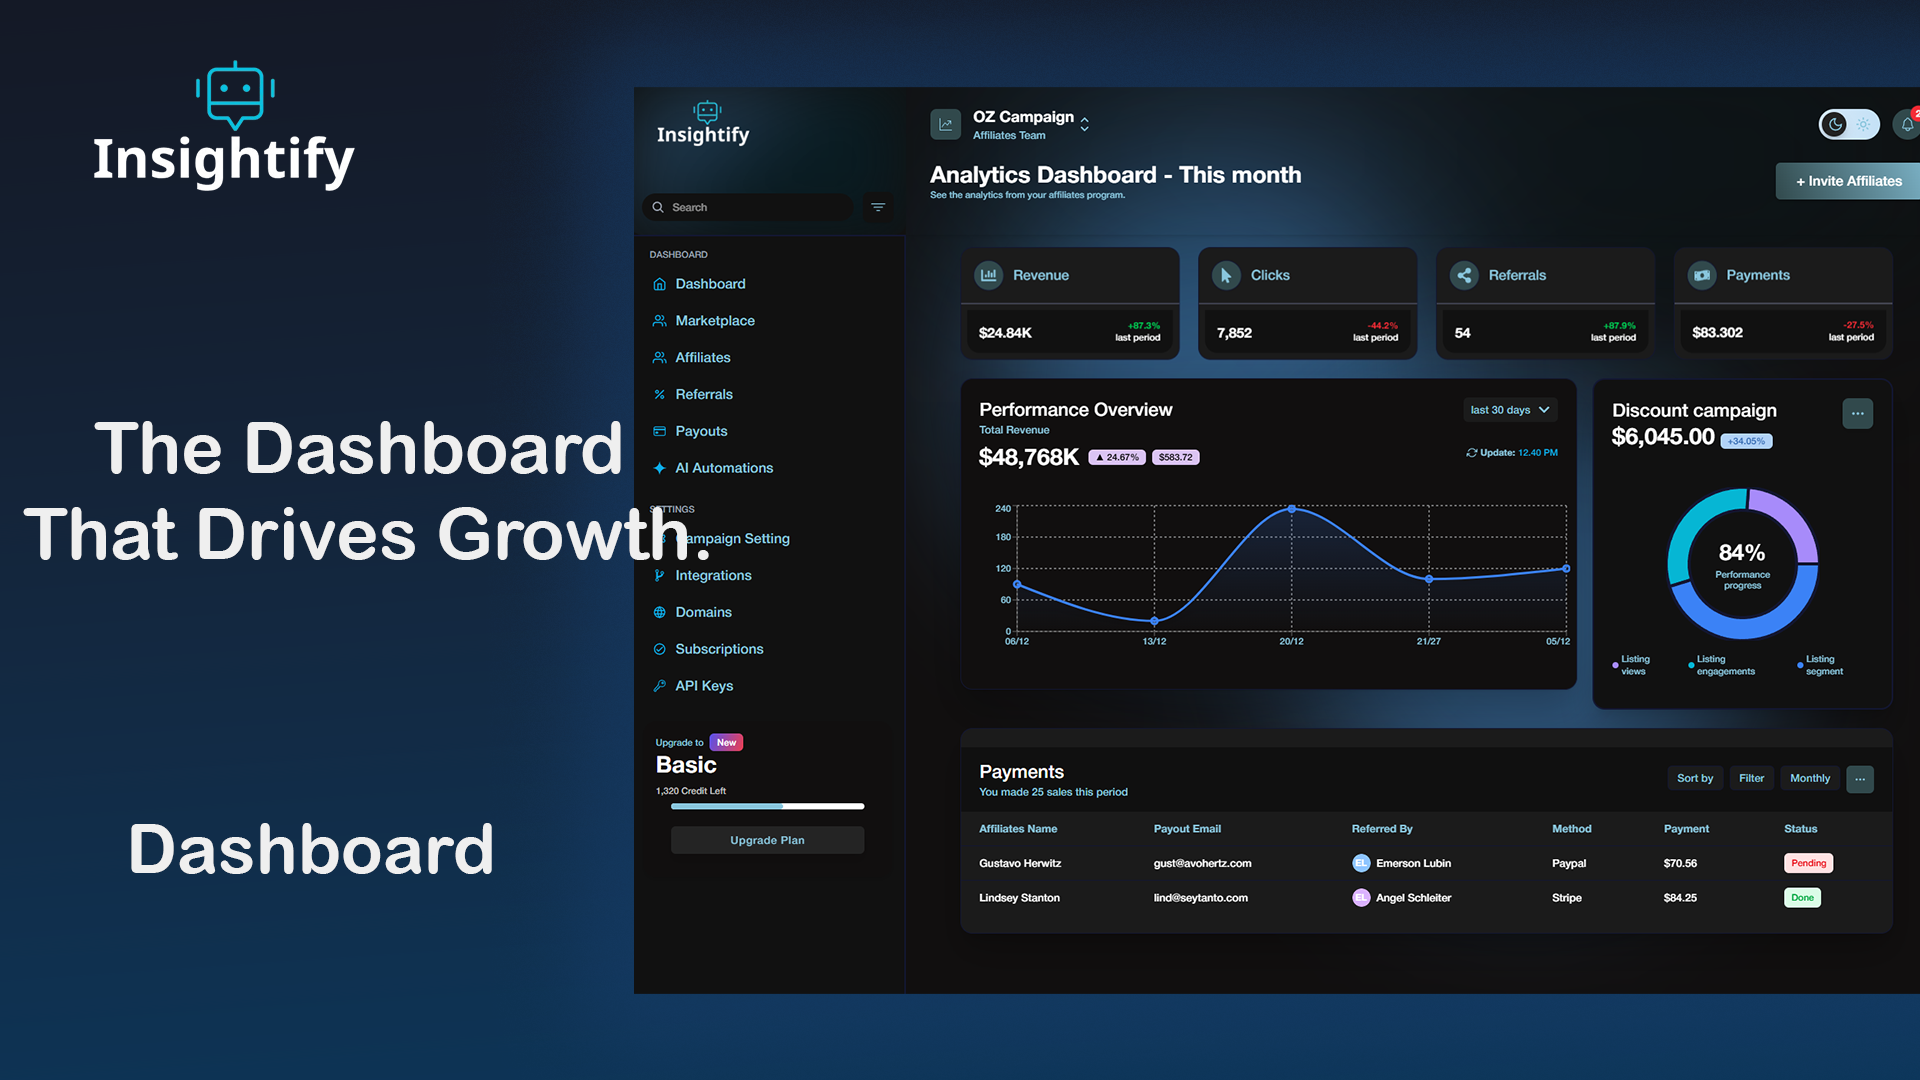 Insightify
The Dashboard
That Drives Growth.
Dashboard
Insightify
Search
DASHBOARD
Dashboard
Marketplace
Affiliates
Referrals
Payouts
AI Automations
Campaign Setting
Integrations
Domains
Subscriptions
API Keys
Upgrade to New
Basic
1,320 Credit Left
Upgrade Plan
OZ Campaign
Affiliates Team
2
Analytics Dashboard - This month
See the analytics from your affiliates program.
+ Invite Affiliates
Revenue
$24.84K
+87.3%
last period
Clicks
7,852
-44.2%
last period
Referrals
54
+87.9%
last period
Payments
$83.302
-27.5%
last period
Performance Overview
last 30 days
Total Revenue
$48,768K ▲ 24.67% $583.72
Update: 12.40 PM
240
180
120
60
0
06/12 13/12 20/12 21/27 05/12
Discount campaign
$6,045.00 +34.05%
84%
Performance
progress
Listing
views
Listing
engagements
Listing
segment
Payments
You made 25 sales this period
Sort by Filter Monthly
Affiliates Name Payout Email Referred By Method Payment Status
Gustavo Herwitz gust@avohertz.com EL Emerson Lubin Paypal $70.56 Pending
Lindsey Stanton lind@seytanto.com EL Angel Schleiter Stripe $84.25 Done